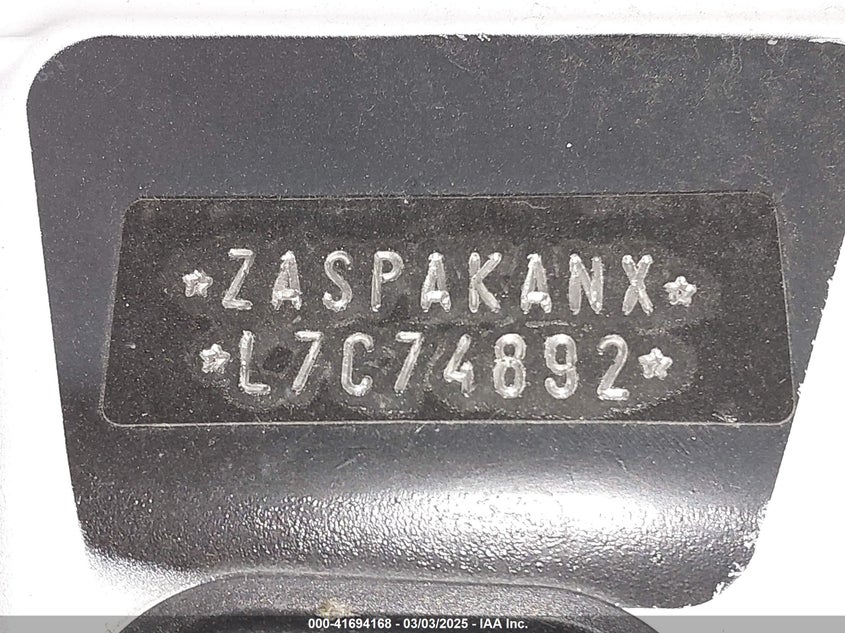 ★ZASPAKANX★
★L7C74892★
000-41694168 - 03/03/2025 - IAA Inc.